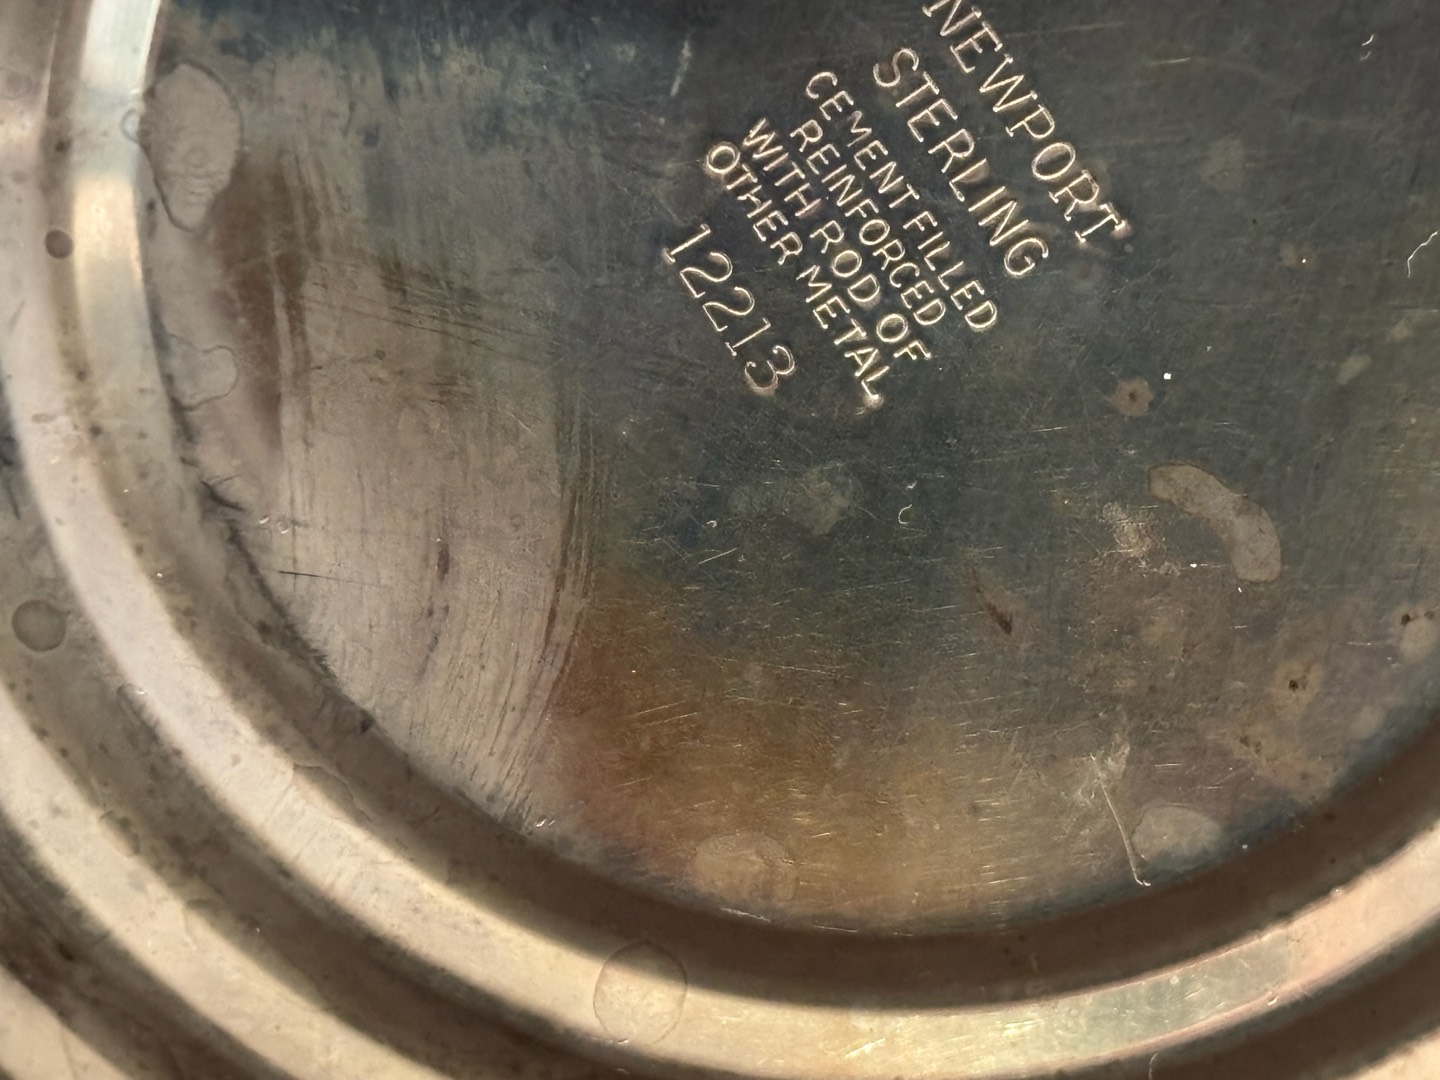 NEWPORT
STERLING
CEMENT FILLED
REINFORCED
WITH ROD OF
OTHER METAL
12213